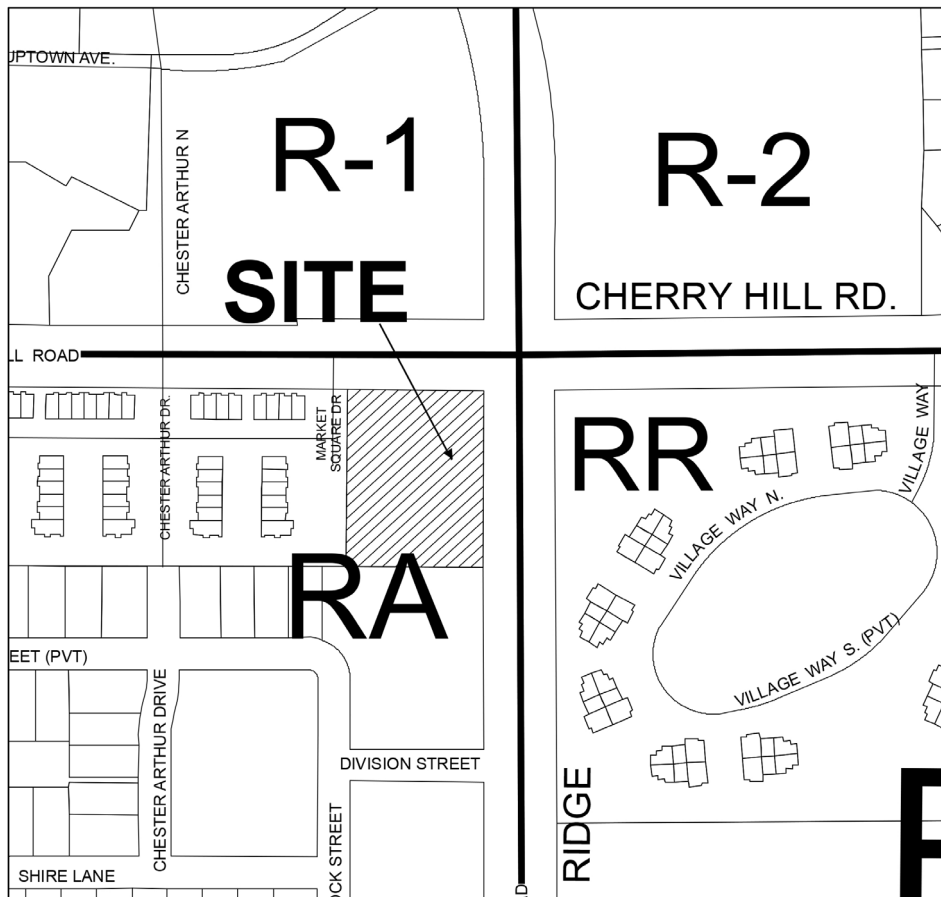 UPTOWN AVE.
R-1
R-2
CHESTER ARTHUR N
SITE
CHERRY HILL RD.
LL ROAD
MARKET
SQUARE DR
CHESTER ARTHUR DR.
RR
VILLAGE WAY
VILLAGE WAY N.
RA
VILLAGE WAY S. (PVT)
EET (PVT)
CHESTER ARTHUR DRIVE
DIVISION STREET
RIDGE
OCK STREET
SHIRE LANE